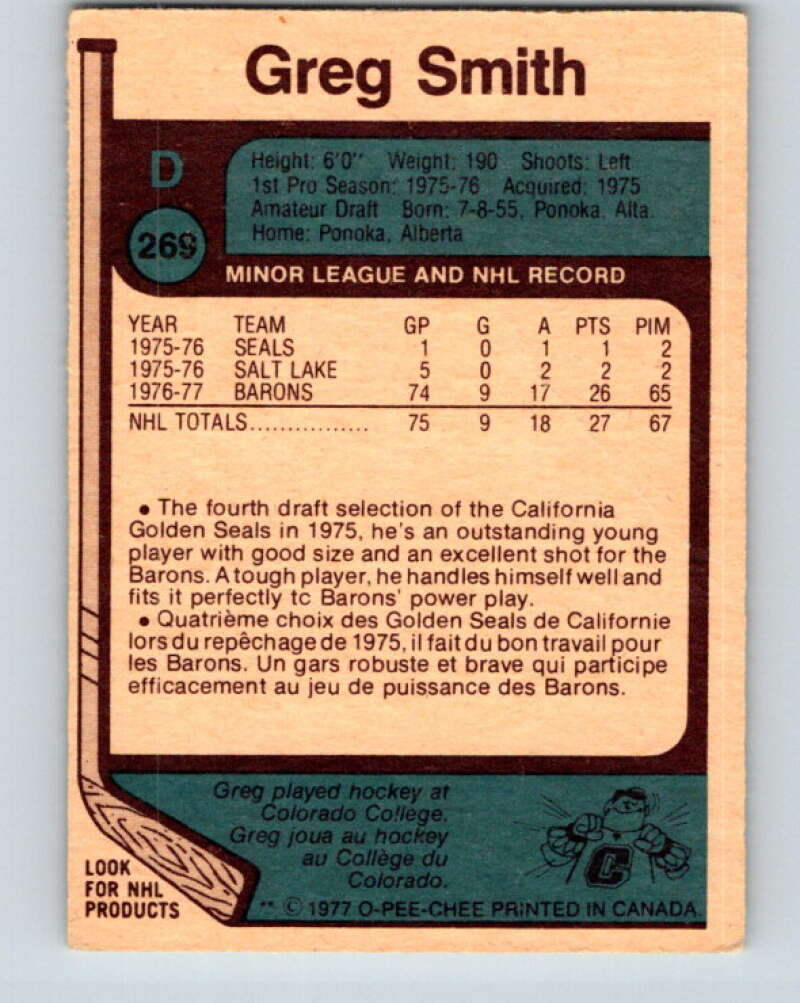 Greg Smith
D
269
Height: 6'0'' Weight: 190 Shoots: Left
1st Pro Season: 1975-76 Acquired: 1975
Amateur Draft Born: 7-8-55, Ponoka, Alta.
Home: Ponoka, Alberta
MINOR LEAGUE AND NHL RECORD
YEAR TEAM GP G A PTS PIM
1975-76 SEALS 1 0 1 1 2
1975-76 SALT LAKE 5 0 2 2 2
1976-77 BARONS 74 9 17 26 65
NHL TOTALS................ 75 9 18 27 67
• The fourth draft selection of the California
Golden Seals in 1975, he's an outstanding young
player with good size and an excellent shot for the
Barons. A tough player, he handles himself well and
fits it perfectly tc Barons' power play.
• Quatrième choix des Golden Seals de Californie
lors du repêchage de 1975, il fait du bon travail pour
les Barons. Un gars robuste et brave qui participe
efficacement au jeu de puissance des Barons.
Greg played hockey at
Colorado College.
Greg joua au hockey
au Collège du
Colorado.
C
LOOK
FOR NHL
PRODUCTS
** © 1977 O-PEE-CHEE PRINTED IN CANADA.